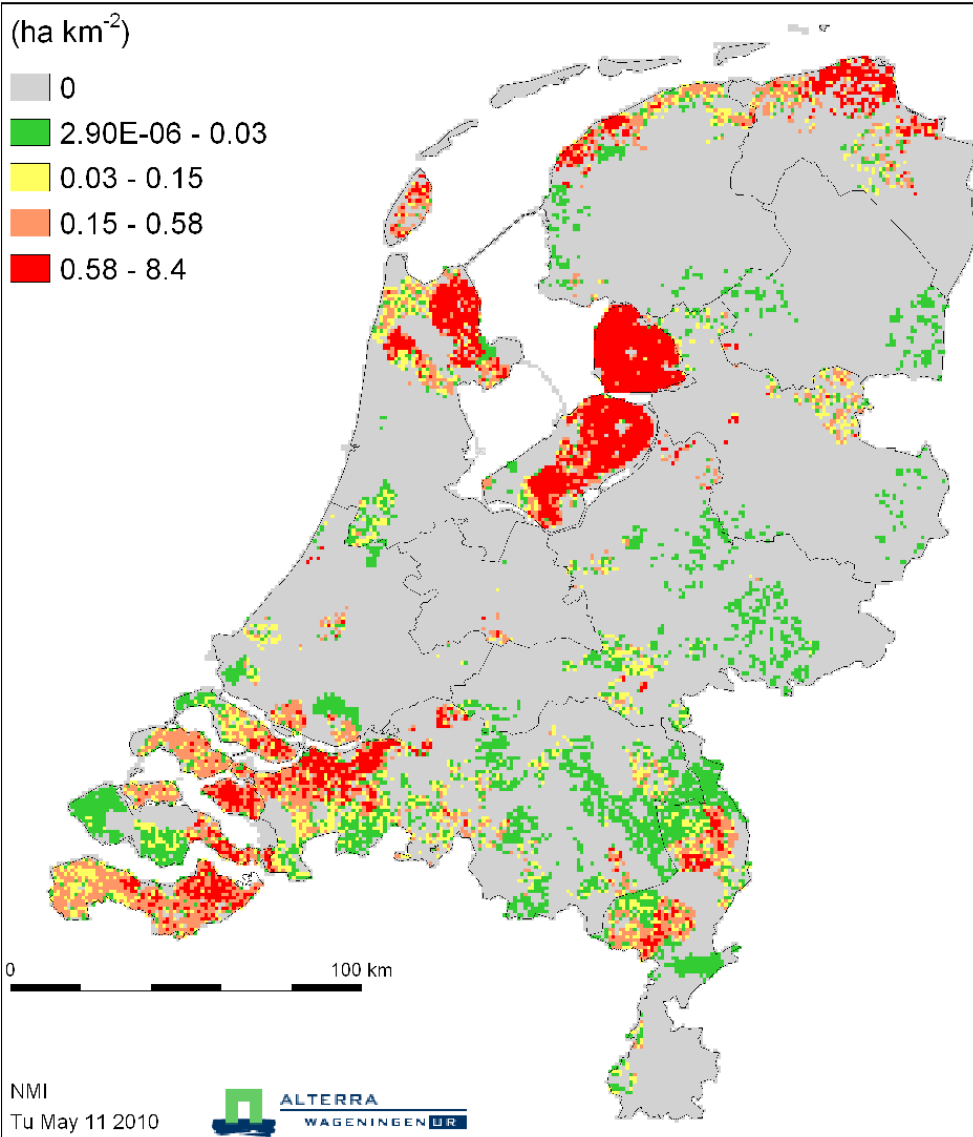 (ha km-2)
0
2.90E-06 - 0.03
0.03 - 0.15
0.15 - 0.58
0.58 - 8.4
0 100 km
NMI
Tu May 11 2010
ALTERRA
WAGENINGEN UR